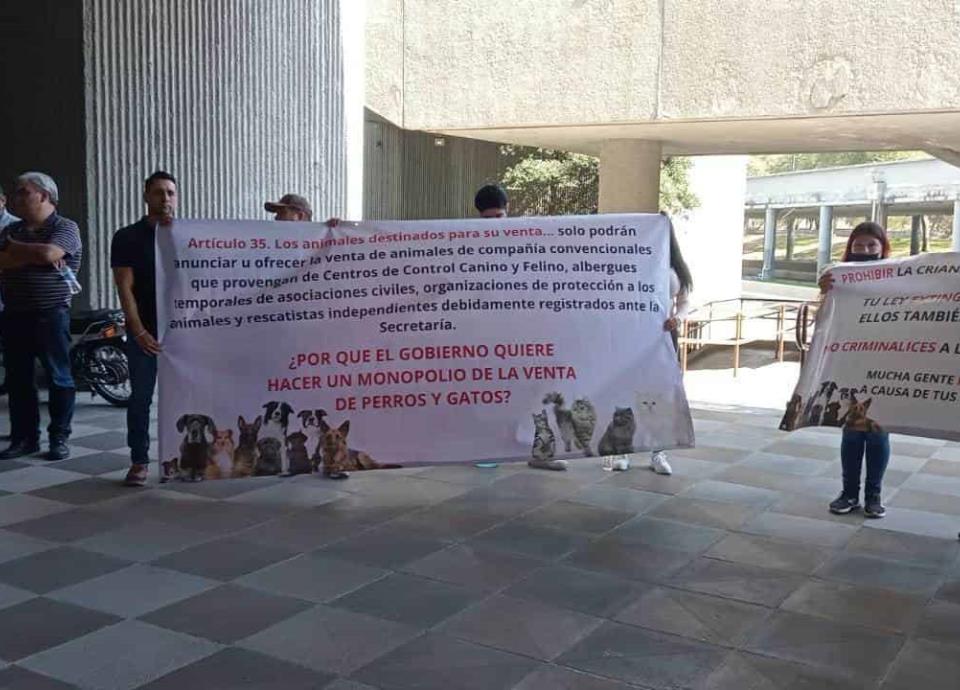 Artículo 35. Los animales destinados para su venta... solo podrán
anunciar u ofrecer la venta de animales de compañía convencionales
que provengan de Centros de Control Canino y Felino, albergues
temporales de asociaciones civiles, organizaciones de protección a los
animales y rescatistas independientes debidamente registrados ante la
Secretaría.
¿POR QUE EL GOBIERNO QUIERE
HACER UN MONOPOLIO DE LA VENTA
DE PERROS Y GATOS?
PROHIBIR LA CRIAN
TU LEY EXTING
ELLOS TAMBIÉ
NO CRIMINALICES A L
MUCHA GENTE
A CAUSA DE TUS